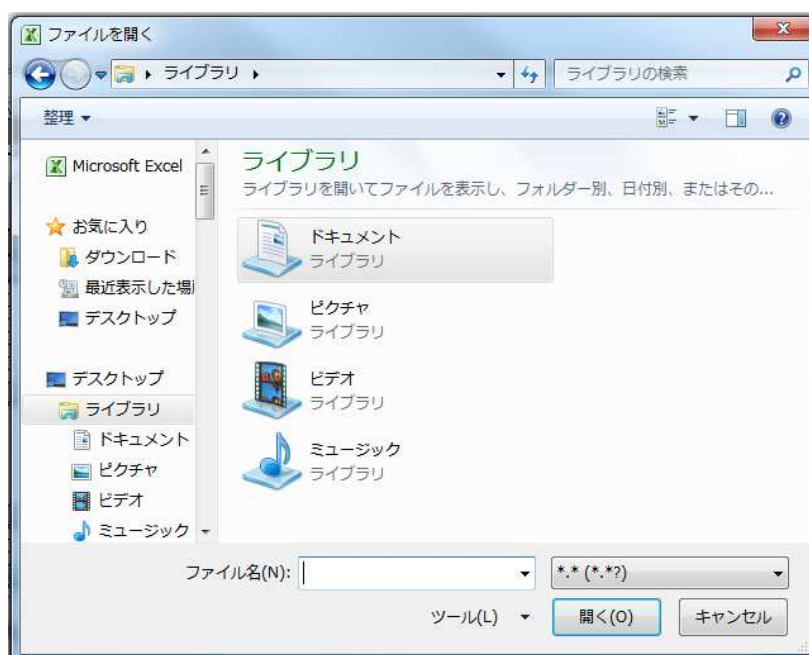 ファイルを開く
ライブラリ
ライブラリの検索
整理
Microsoft Excel
お気に入り
ダウンロード
最近表示した場
デスクトップ
デスクトップ
ライブラリ
ドキュメント
ピクチャ
ビデオ
ミュージック
ライブラリ
ライブラリを開いてファイルを表示し、フォルダー別、日付別、またはその...
ドキュメント
ライブラリ
ピクチャ
ライブラリ
ビデオ
ライブラリ
ミュージック
ライブラリ
ファイル名(N):
*.* (*.*?)
ツール(L)
開く(O)
キャンセル